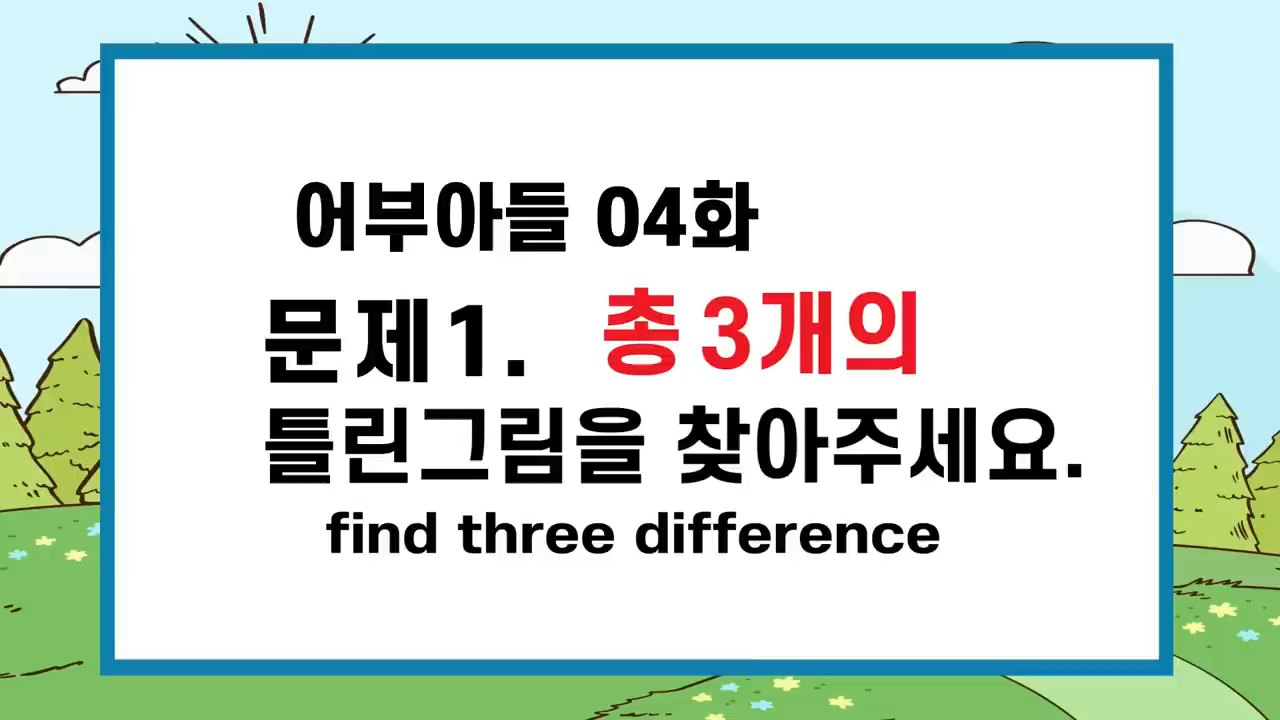 어부아들 04화
문제1. 총 3개의
틀린그림을 찾아주세요.
find three difference